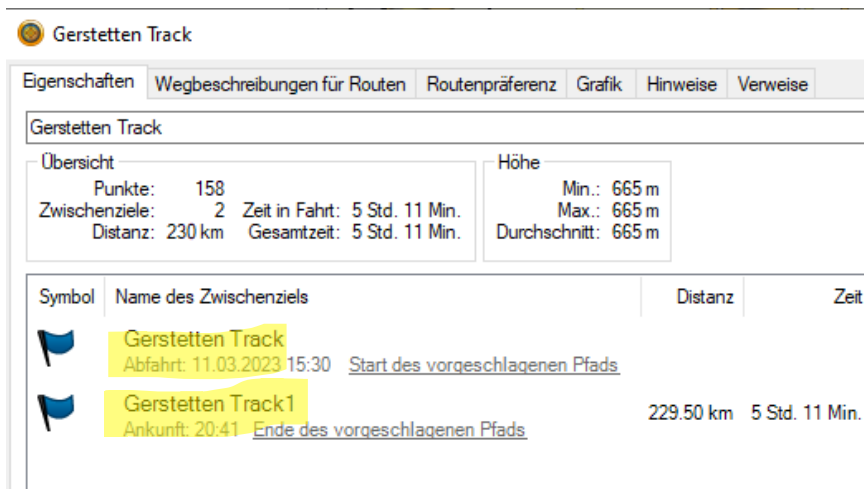 Gerstetten Track
Eigenschaften Wegbeschreibungen für Routen Routenpräferenz Grafik Hinweise Verweise
Gerstetten Track
Übersicht Höhe
Punkte: 158 Min.: 665 m
Zwischenziele: 2 Zeit in Fahrt: 5 Std. 11 Min. Max.: 665 m
Distanz: 230 km Gesamtzeit: 5 Std. 11 Min. Durchschnitt: 665 m
Symbol Name des Zwischenziels Distanz Zeit
Gerstetten Track
Abfahrt: 11.03.2023 15:30 Start des vorgeschlagenen Pfads
Gerstetten Track1
229.50 km 5 Std. 11 Min.
Ankunft: 20:41 Ende des vorgeschlagenen Pfads